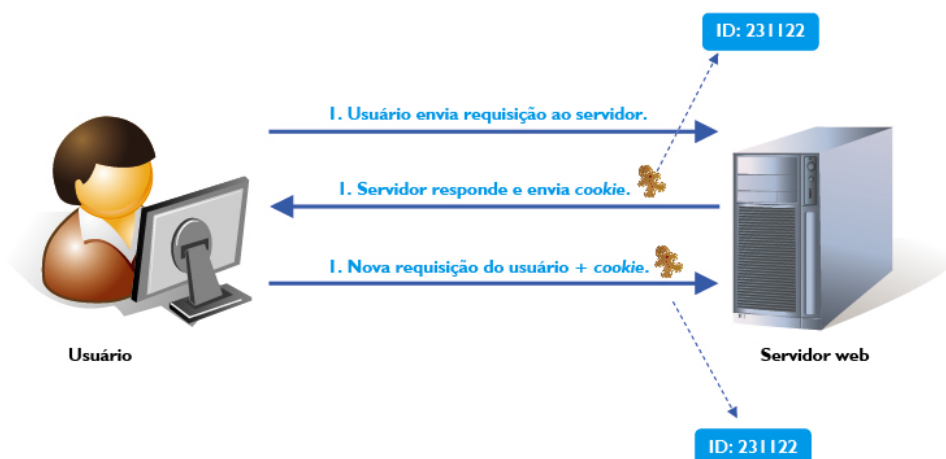 ID: 231122
1. Usuário envia requisição ao servidor.
1. Servidor responde e envia cookie.
1. Nova requisição do usuário + cookie.
Usuário
Servidor web
ID: 231122